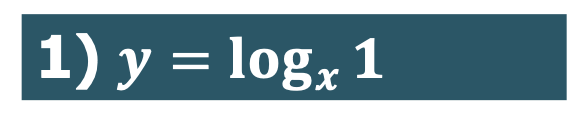 1) y = logₓ 1